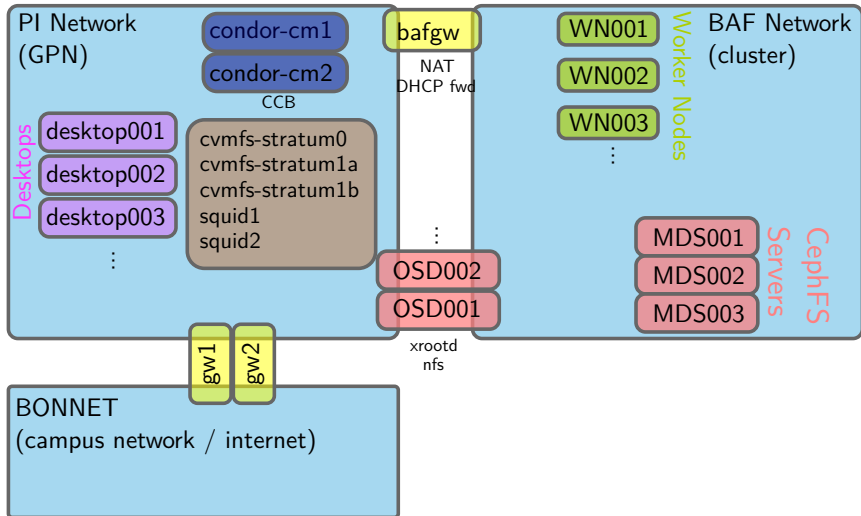 PI Network
(GPN)
condor-cm1
condor-cm2
CCB
Desktops
desktop001
desktop002
desktop003
⋮
cvmfs-stratum0
cvmfs-stratum1a
cvmfs-stratum1b
squid1
squid2
bafgw
NAT
DHCP fwd
⋮
OSD002
OSD001
xrootd
nfs
BAF Network
(cluster)
WN001
WN002
WN003
⋮
Worker Nodes
MDS001
MDS002
MDS003
CephFS
Servers
gw1
gw2
BONNET
(campus network / internet)